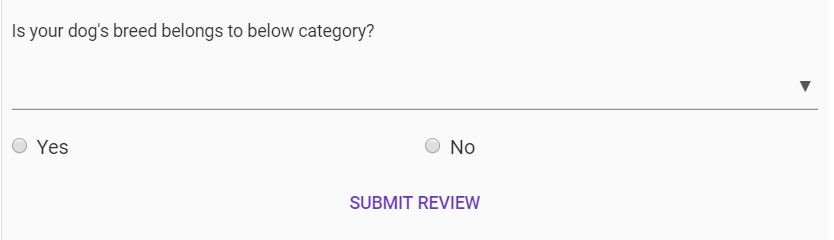 Is your dog's breed belongs to below category?
Yes
No
SUBMIT REVIEW